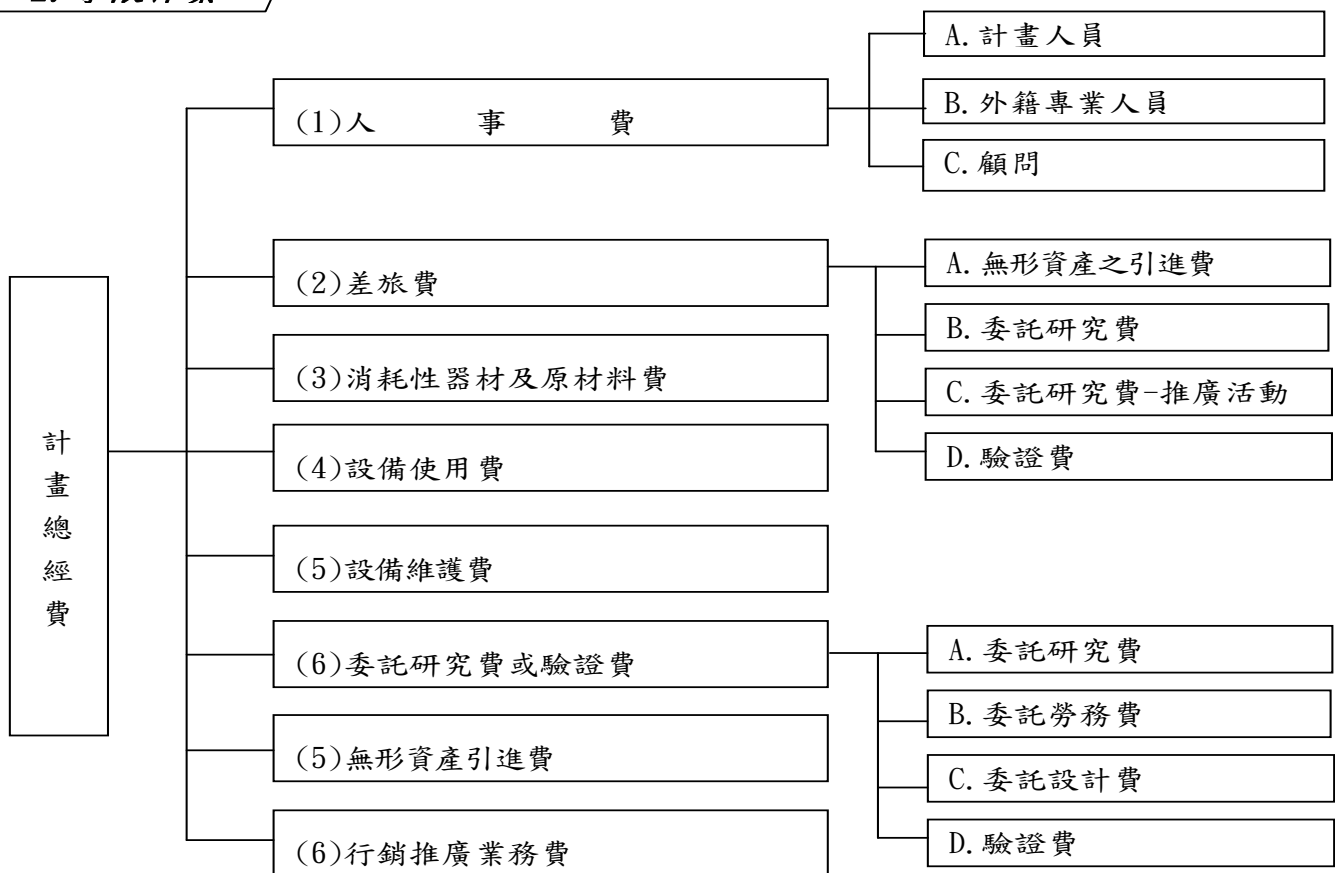 計畫總經費
(1)人 事 費
A.計畫人員
B.外籍專業人員
C.顧問
(2)差旅費
A.無形資產之引進費
B.委託研究費
C.委託研究費-推廣活動
D.驗證費
(3)消耗性器材及原材料費
(4)設備使用費
(5)設備維護費
(6)委託研究費或驗證費
A.委託研究費
B.委託勞務費
C.委託設計費
D.驗證費
(5)無形資產引進費
(6)行銷推廣業務費